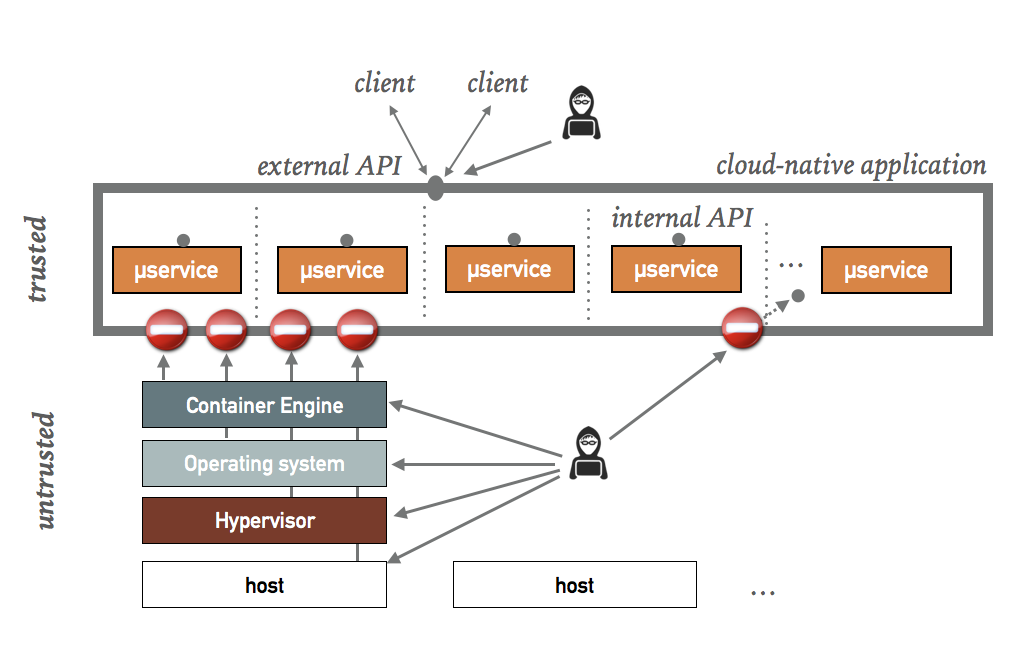 client
client
external API
cloud-native application
trusted
internal API
µservice
µservice
µservice
µservice
...
µservice
untrusted
Container Engine
Operating system
Hypervisor
host
host
...